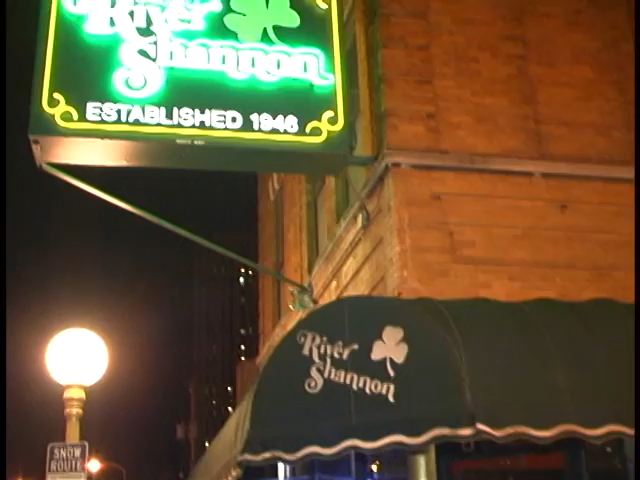 River
Shannon
ESTABLISHED 1946
River
Shannon
SNOW
ROUTE